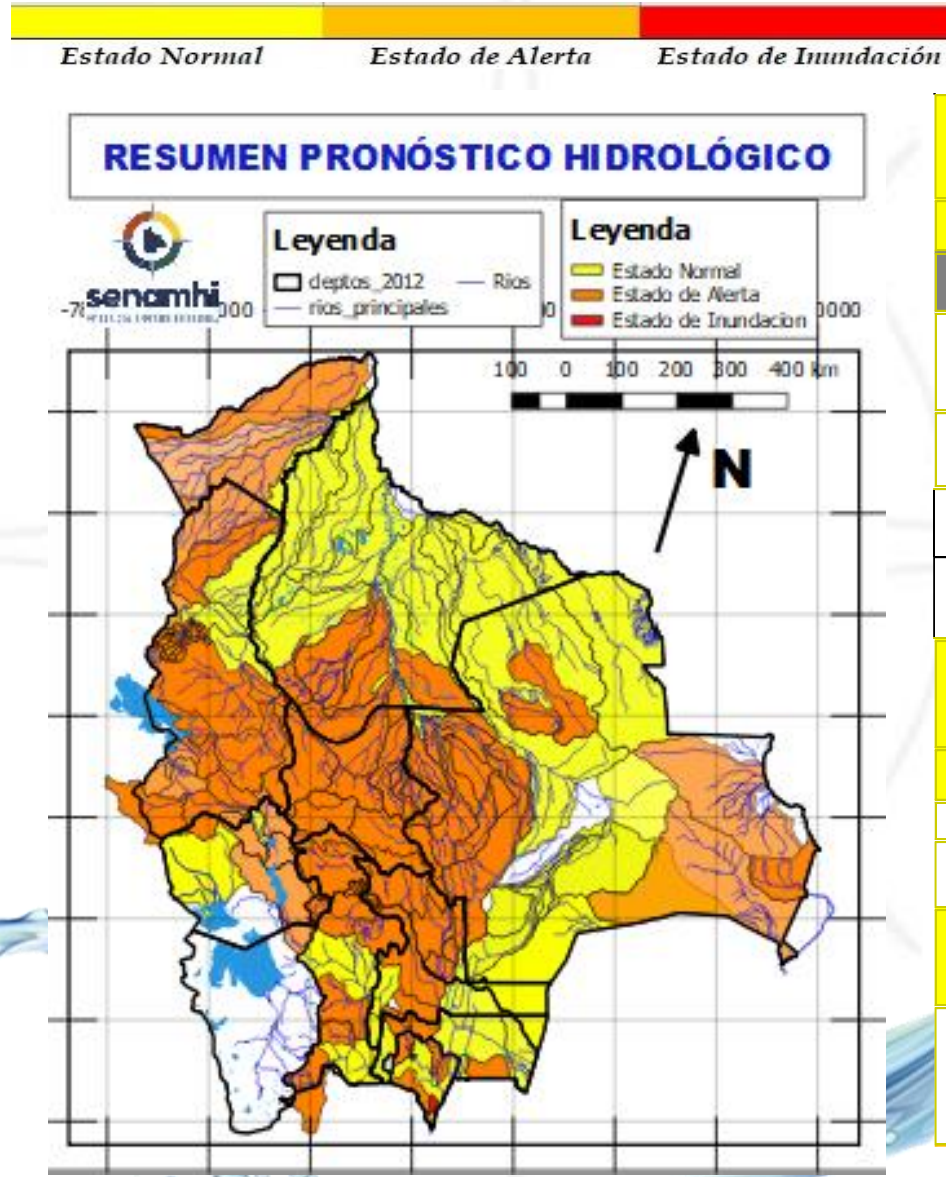 Estado Normal Estado de Alerta Estado de Inundación
RESUMEN PRONÓSTICO HIDROLÓGICO
senamhi
Leyenda
deptos_2012 Rios
rios_principales
Leyenda
Estado Normal
Estado de Alerta
Estado de Inundacion
100 0 100 200 300 400 km
N